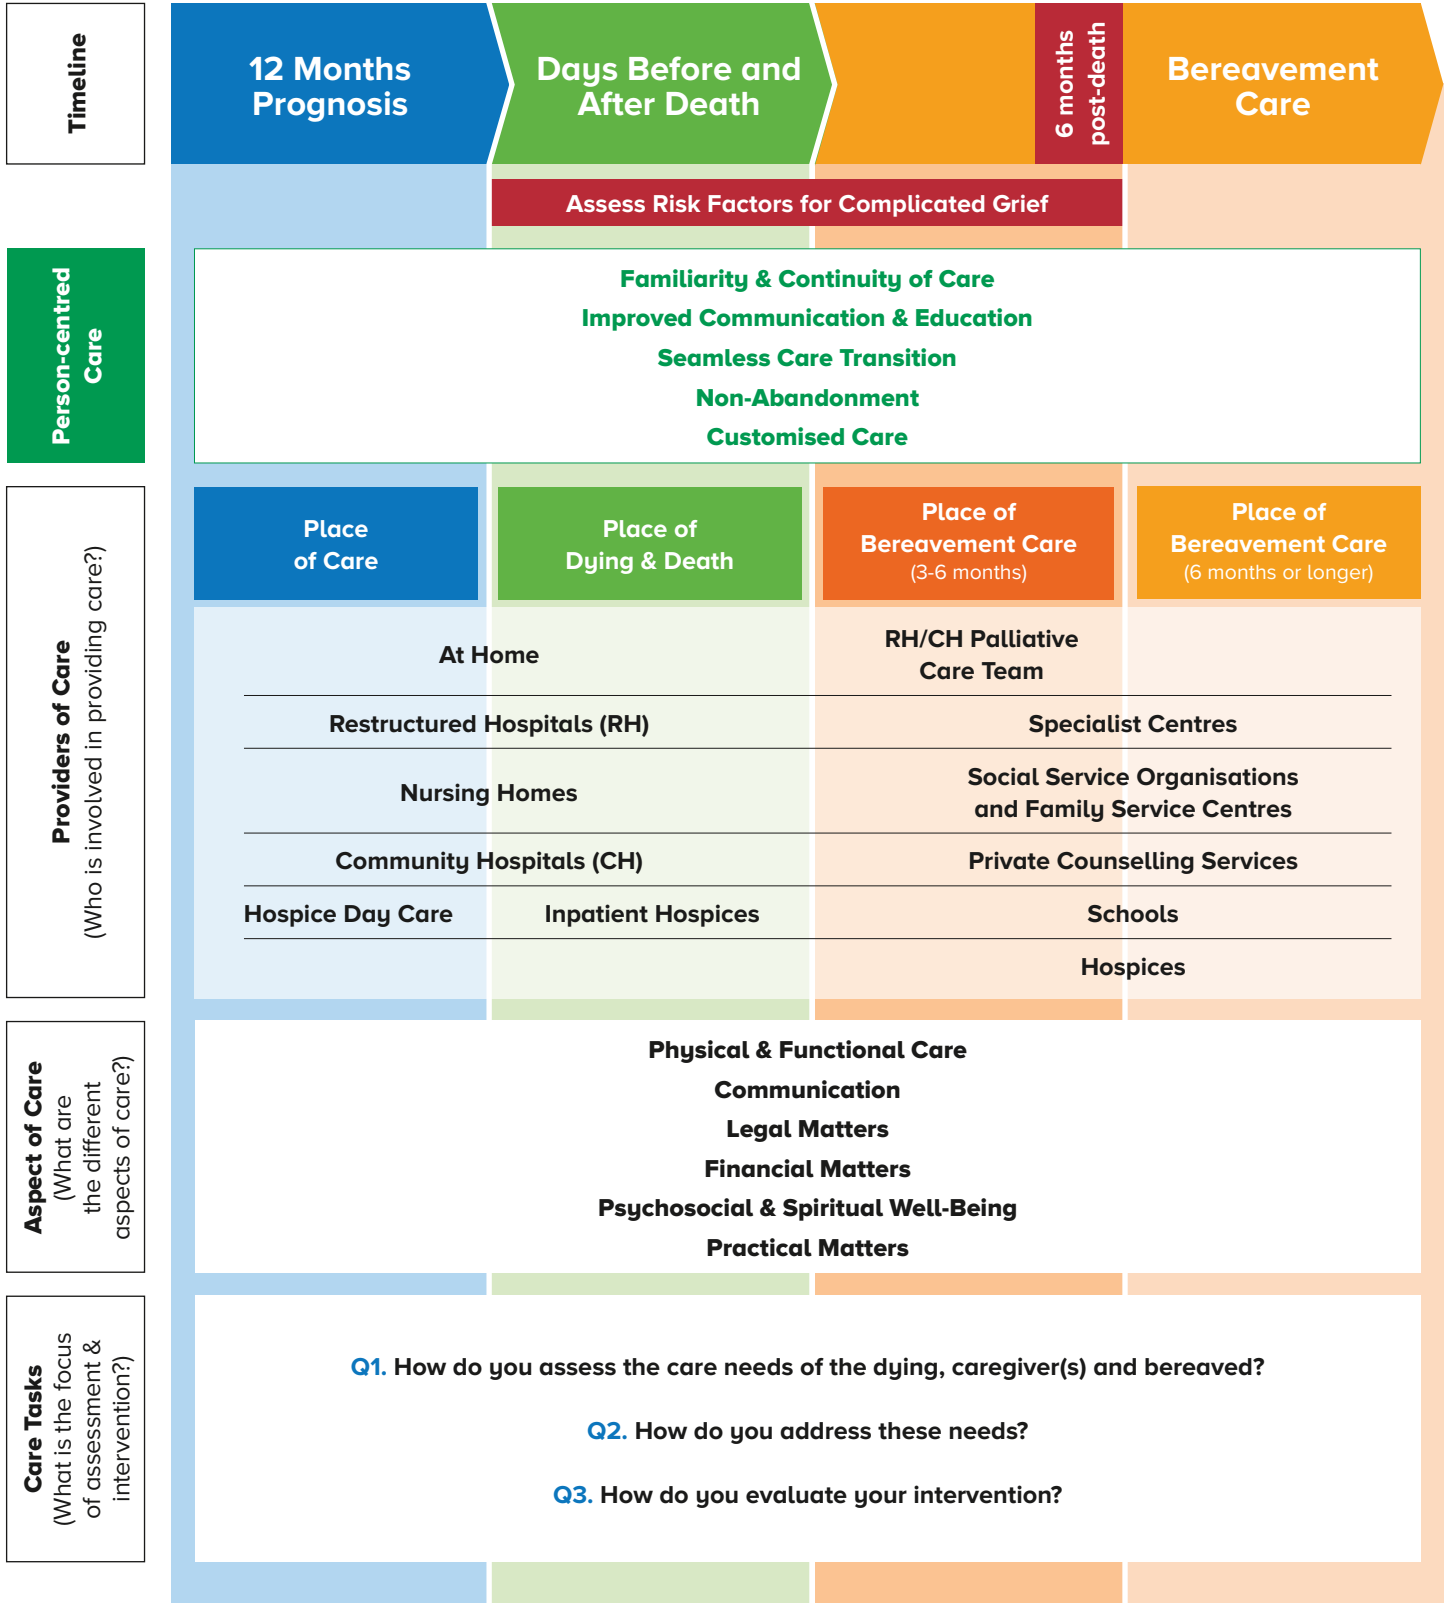 Timeline
12 Months
Prognosis
Days Before and
After Death
6 months
post-death
Bereavement
Care
Assess Risk Factors for Complicated Grief
Person-centred
Care
Familiarity & Continuity of Care
Improved Communication & Education
Seamless Care Transition
Non-Abandonment
Customised Care
Providers of Care
(Who is involved in providing care?)
Place
of Care
Place of
Dying & Death
Place of
Bereavement Care
(3-6 months)
Place of
Bereavement Care
(6 months or longer)
At Home
RH/CH Palliative
Care Team
Restructured Hospitals (RH)
Specialist Centres
Nursing Homes
Social Service Organisations
and Family Service Centres
Community Hospitals (CH)
Private Counselling Services
Hospice Day Care
Inpatient Hospices
Schools
Hospices
Aspect of Care
(What are
the different
aspects of care?)
Physical & Functional Care
Communication
Legal Matters
Financial Matters
Psychosocial & Spiritual Well-Being
Practical Matters
Care Tasks
(What is the focus
of assessment &
intervention?)
Q1. How do you assess the care needs of the dying, caregiver(s) and bereaved?
Q2. How do you address these needs?
Q3. How do you evaluate your intervention?